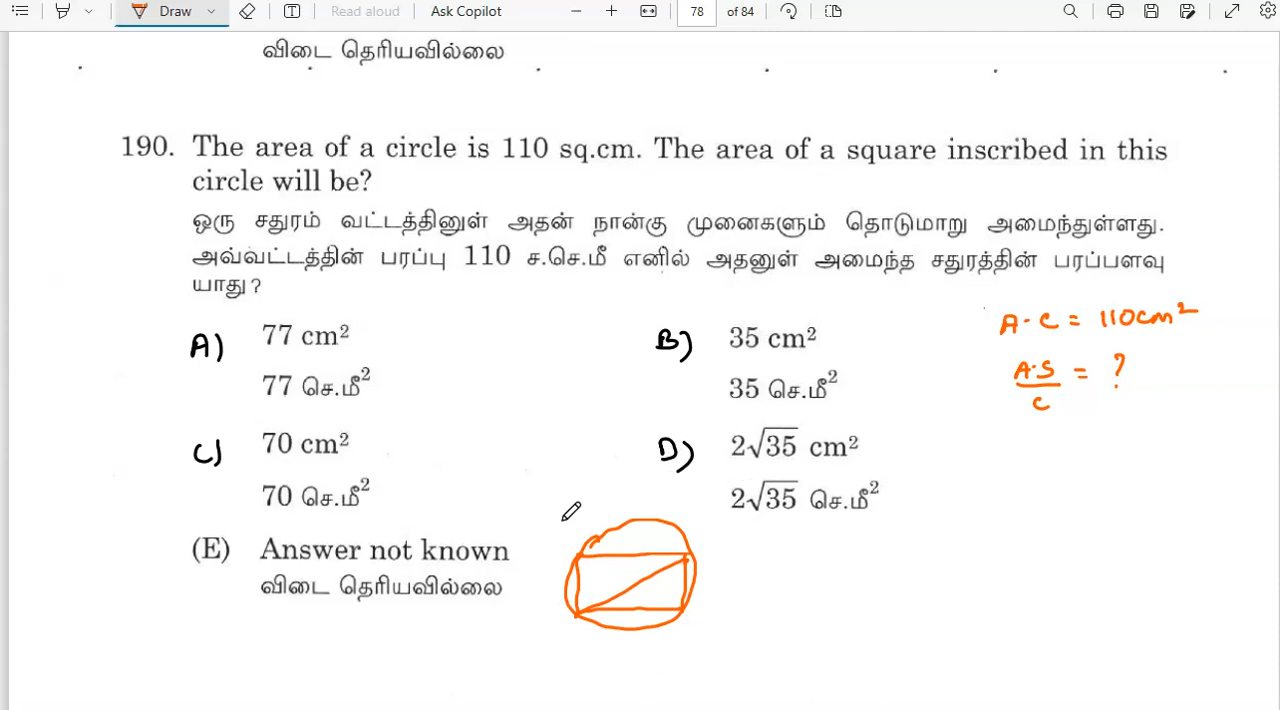 Draw Read aloud Ask Copilot 78 of 84
விடை தெரியவில்லை
190. The area of a circle is 110 sq.cm. The area of a square inscribed in this
circle will be?
ஒரு சதுரம் வட்டத்தினுள் அதன் நான்கு முனைகளும் தொடுமாறு அமைந்துள்ளது.
அவ்வட்டத்தின் பரப்பு 110 ச.செ.மீ எனில் அதனுள் அமைந்த சதுரத்தின் பரப்பளவு
யாது?
A) 77 cm²
77 செ.மீ²
B) 35 cm²
35 செ.மீ²
C) 70 cm²
70 செ.மீ²
D) 2√35 cm²
2√35 செ.மீ²
(E) Answer not known
விடை தெரியவில்லை
A·C = 110cm²
A·S/C = ?